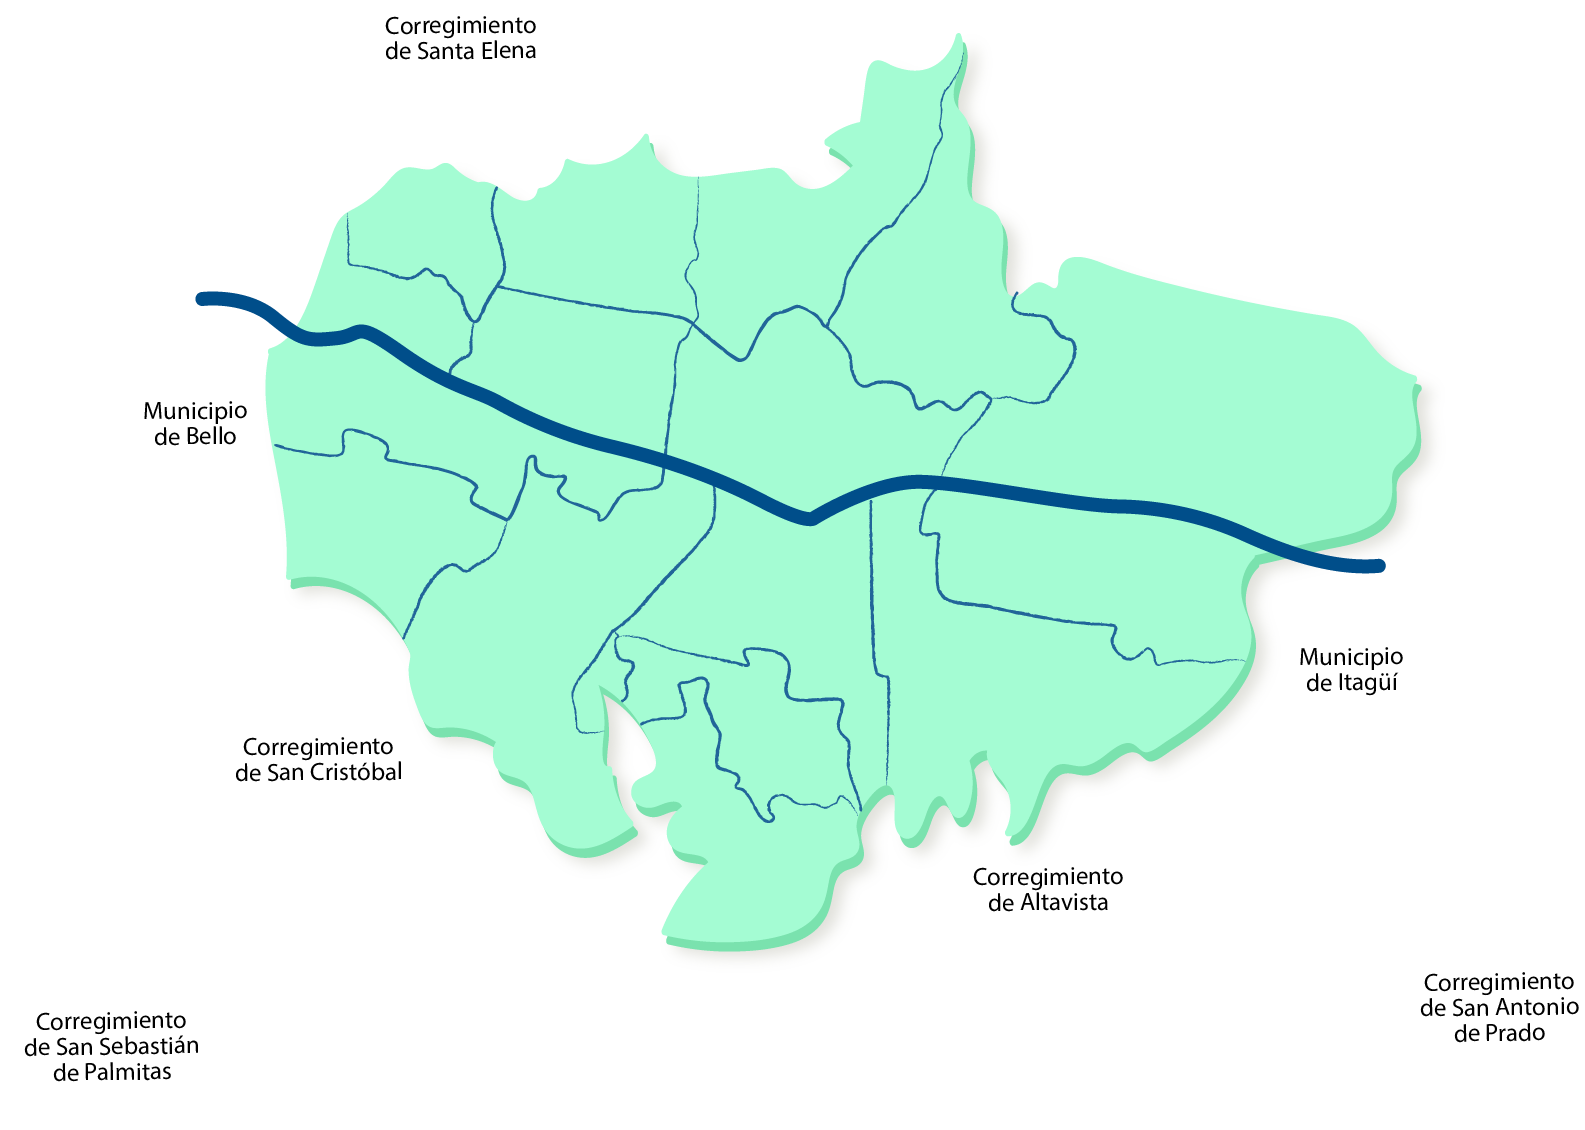 Corregimiento
de Santa Elena
Municipio
de Bello
Municipio
de Itagüí
Corregimiento
de San Cristóbal
Corregimiento
de Altavista
Corregimiento
de San Antonio
de Prado
Corregimiento
de San Sebastián
de Palmitas